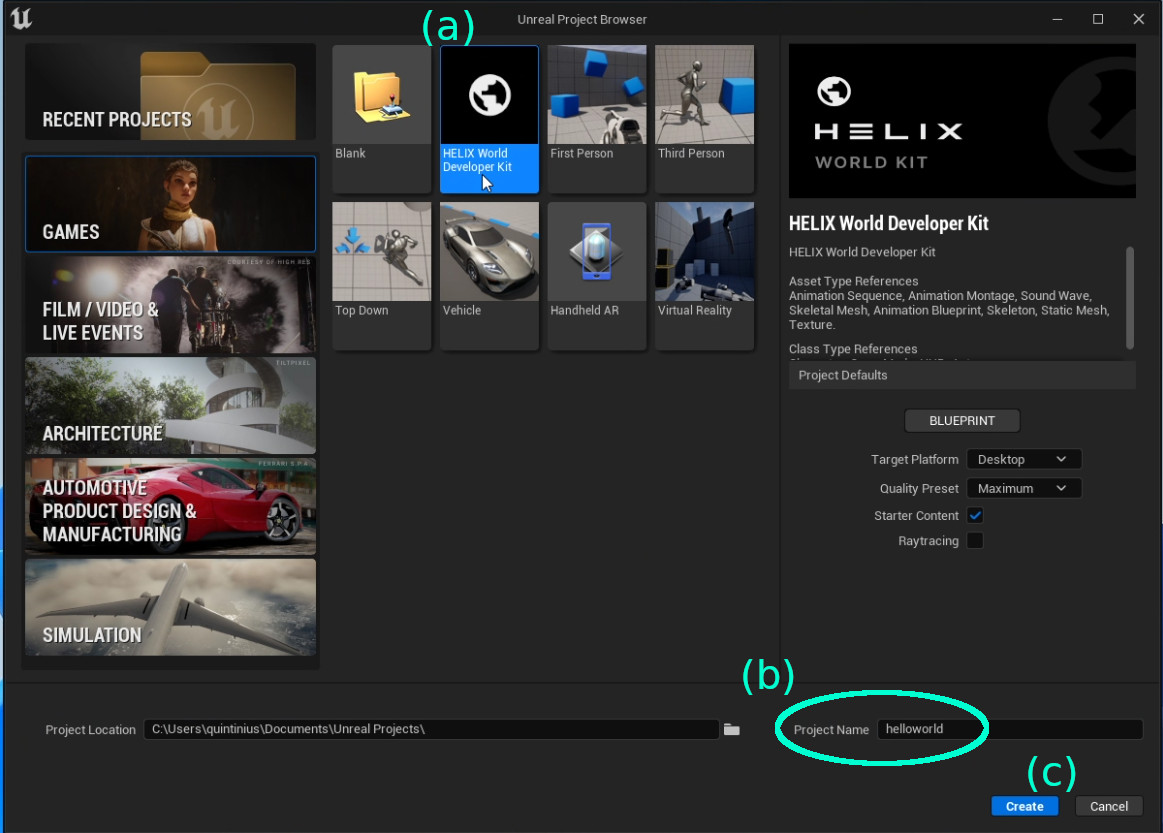 Unreal Project Browser
(a)
RECENT PROJECTS
GAMES
COURTESY OF HIGH RES
FILM / VIDEO &
LIVE EVENTS
TILTPIXEL
ARCHITECTURE
FERRARI S.P.A.
AUTOMOTIVE
PRODUCT DESIGN &
MANUFACTURING
SIMULATION
Blank
HELIX World
Developer Kit
First Person
Third Person
Top Down
Vehicle
Handheld AR
Virtual Reality
HELIX
WORLD KIT
HELIX World Developer Kit
HELIX World Developer Kit
Asset Type References
Animation Sequence, Animation Montage, Sound Wave,
Skeletal Mesh, Animation Blueprint, Skeleton, Static Mesh,
Texture.
Class Type References
Project Defaults
BLUEPRINT
Target Platform Desktop
Quality Preset Maximum
Starter Content
Raytracing
(b)
Project Location C:\Users\quintinius\Documents\Unreal Projects\
Project Name helloworld
(c)
Create Cancel